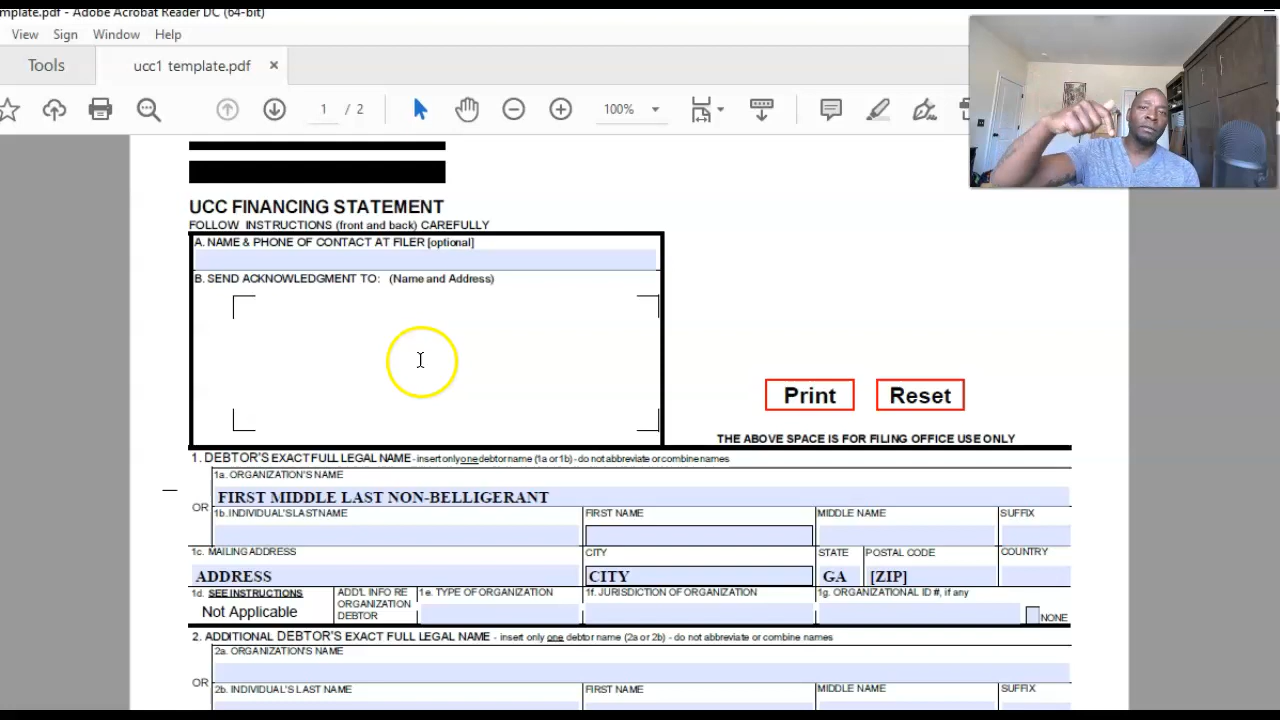 mplate.pdf - Adobe Acrobat Reader DC (64-bit)
View Sign Window Help
Tools ucc1 template.pdf ×
1 / 2 100%
UCC FINANCING STATEMENT
FOLLOW INSTRUCTIONS (front and back) CAREFULLY
A. NAME & PHONE OF CONTACT AT FILER [optional]
B. SEND ACKNOWLEDGMENT TO: (Name and Address)
Print Reset
THE ABOVE SPACE IS FOR FILING OFFICE USE ONLY
1. DEBTOR'S EXACT FULL LEGAL NAME - insert only one debtor name (1a or 1b) - do not abbreviate or combine names
1a. ORGANIZATION'S NAME
FIRST MIDDLE LAST NON-BELLIGERANT
OR
1b. INDIVIDUAL'S LAST NAME FIRST NAME MIDDLE NAME SUFFIX
1c. MAILING ADDRESS CITY STATE POSTAL CODE COUNTRY
ADDRESS CITY GA [ZIP]
1d. SEE INSTRUCTIONS ADD'L INFO RE 1e. TYPE OF ORGANIZATION 1f. JURISDICTION OF ORGANIZATION 1g. ORGANIZATIONAL ID #, if any
Not Applicable ORGANIZATION
DEBTOR NONE
2. ADDITIONAL DEBTOR'S EXACT FULL LEGAL NAME - insert only one debtor name (2a or 2b) - do not abbreviate or combine names
2a. ORGANIZATION'S NAME
OR
2b. INDIVIDUAL'S LAST NAME FIRST NAME MIDDLE NAME SUFFIX